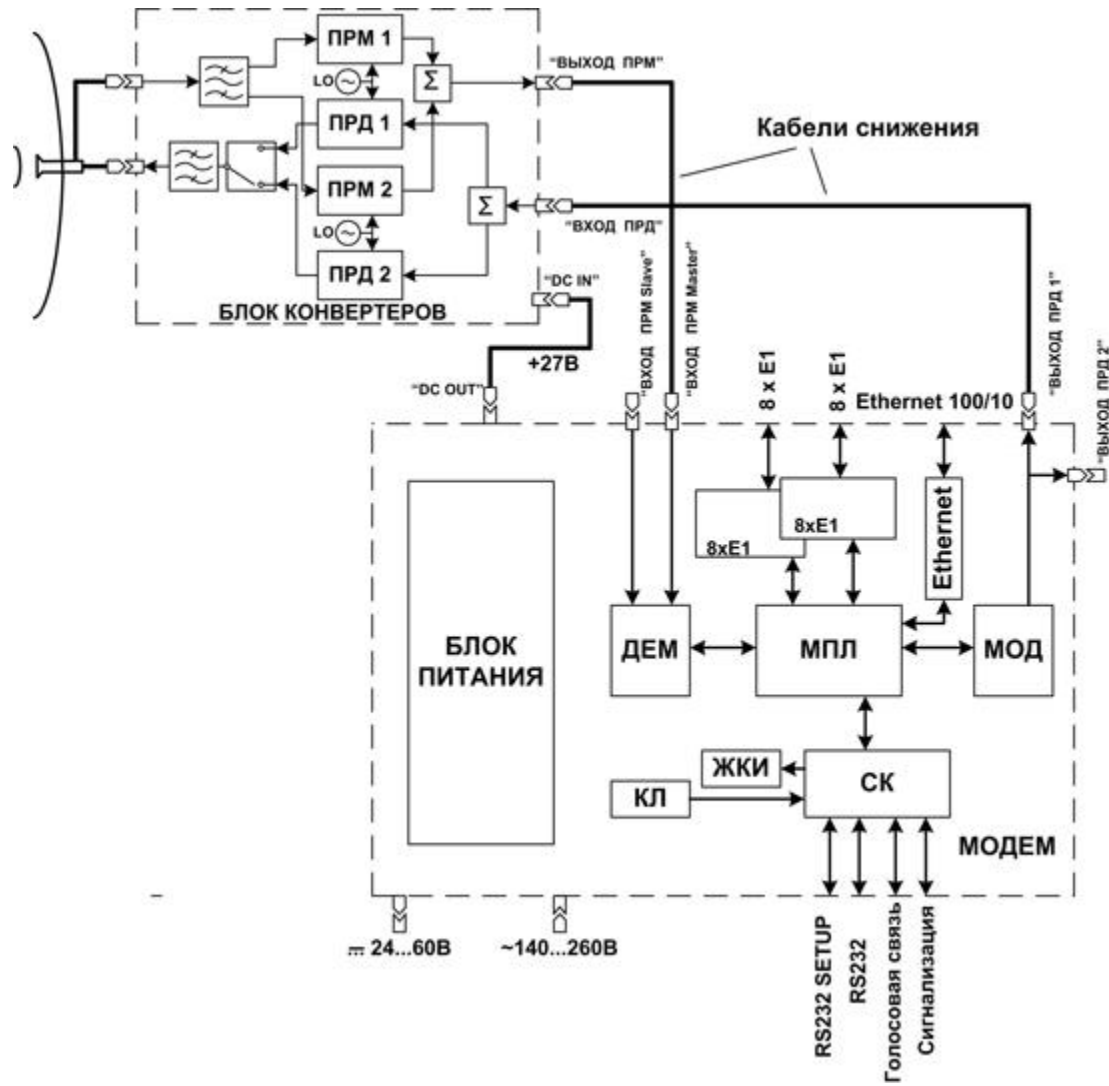 ПРМ 1
LO
Σ
“ВЫХОД ПРМ”
ПРД 1
Кабели снижения
ПРМ 2
Σ
LO
“ВХОД ПРД”
ПРД 2
“DC IN”
БЛОК КОНВЕРТЕРОВ
+27В
“DC OUT”
“ВХОД ПРМ Slave”
“ВХОД ПРМ Master”
8 x E1
8 x E1
Ethernet 100/10
“ВЫХОД ПРД 1”
“ВЫХОД ПРД 2”
8xE1
8xE1
Ethernet
БЛОК
ПИТАНИЯ
ДЕМ
МПЛ
МОД
ЖКИ
СК
КЛ
МОДЕМ
24...60В
~140...260В
RS232 SETUP
RS232
Голосовая связь
Сигнализация